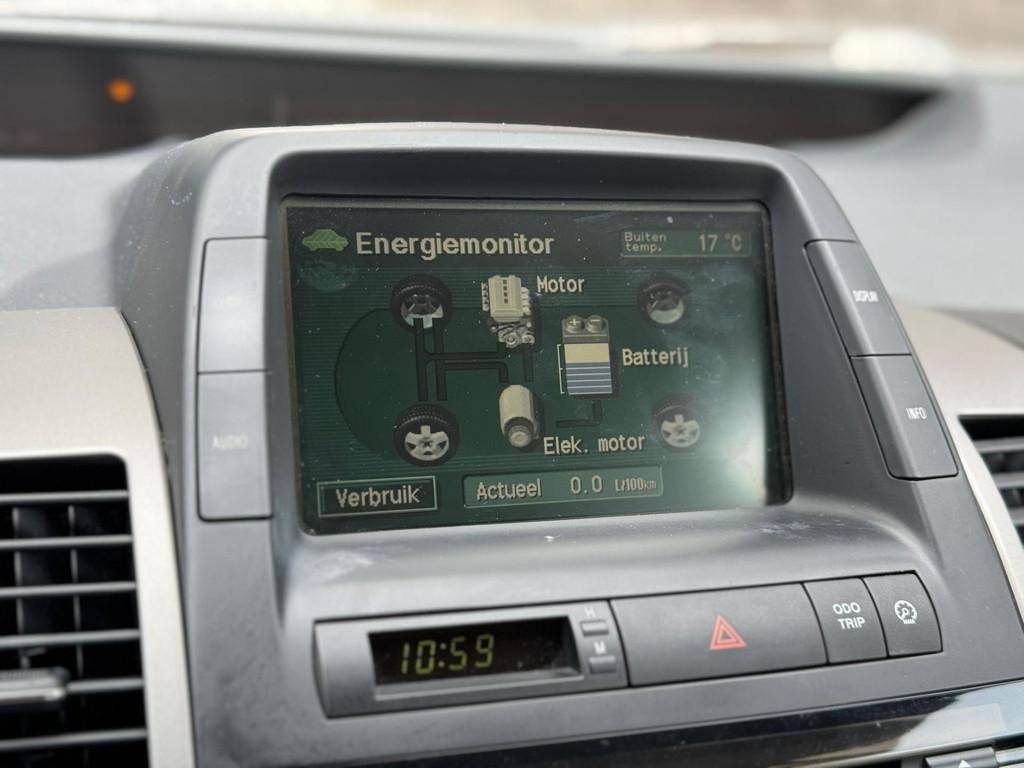 Energiemonitor
Buiten
temp.
17 °C
Motor
Batterij
Elek. motor
Verbruik
Actueel 0.0 L/100km
AUDIO
DISPLAY
INFO
10:59
H
M
ODO
TRIP